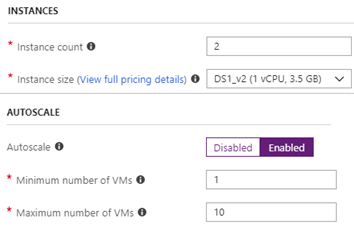 INSTANCES
* Instance count
2
* Instance size (View full pricing details)
DS1_v2 (1 vCPU, 3.5 GB)
AUTOSCALE
Autoscale
Disabled Enabled
* Minimum number of VMs
1
* Maximum number of VMs
10